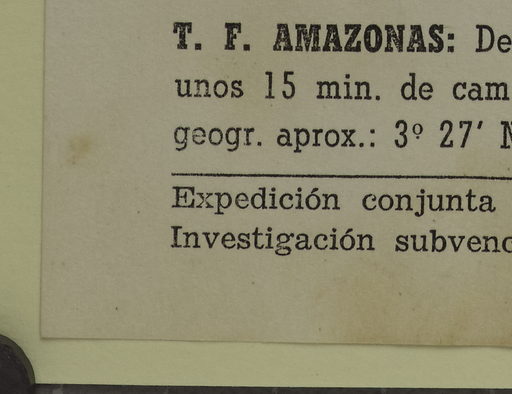 T. F. AMAZONAS: De
unos 15 min. de cam
geogr. aprox.: 3º 27′ N
Expedición conjunta
Investigación subvenc